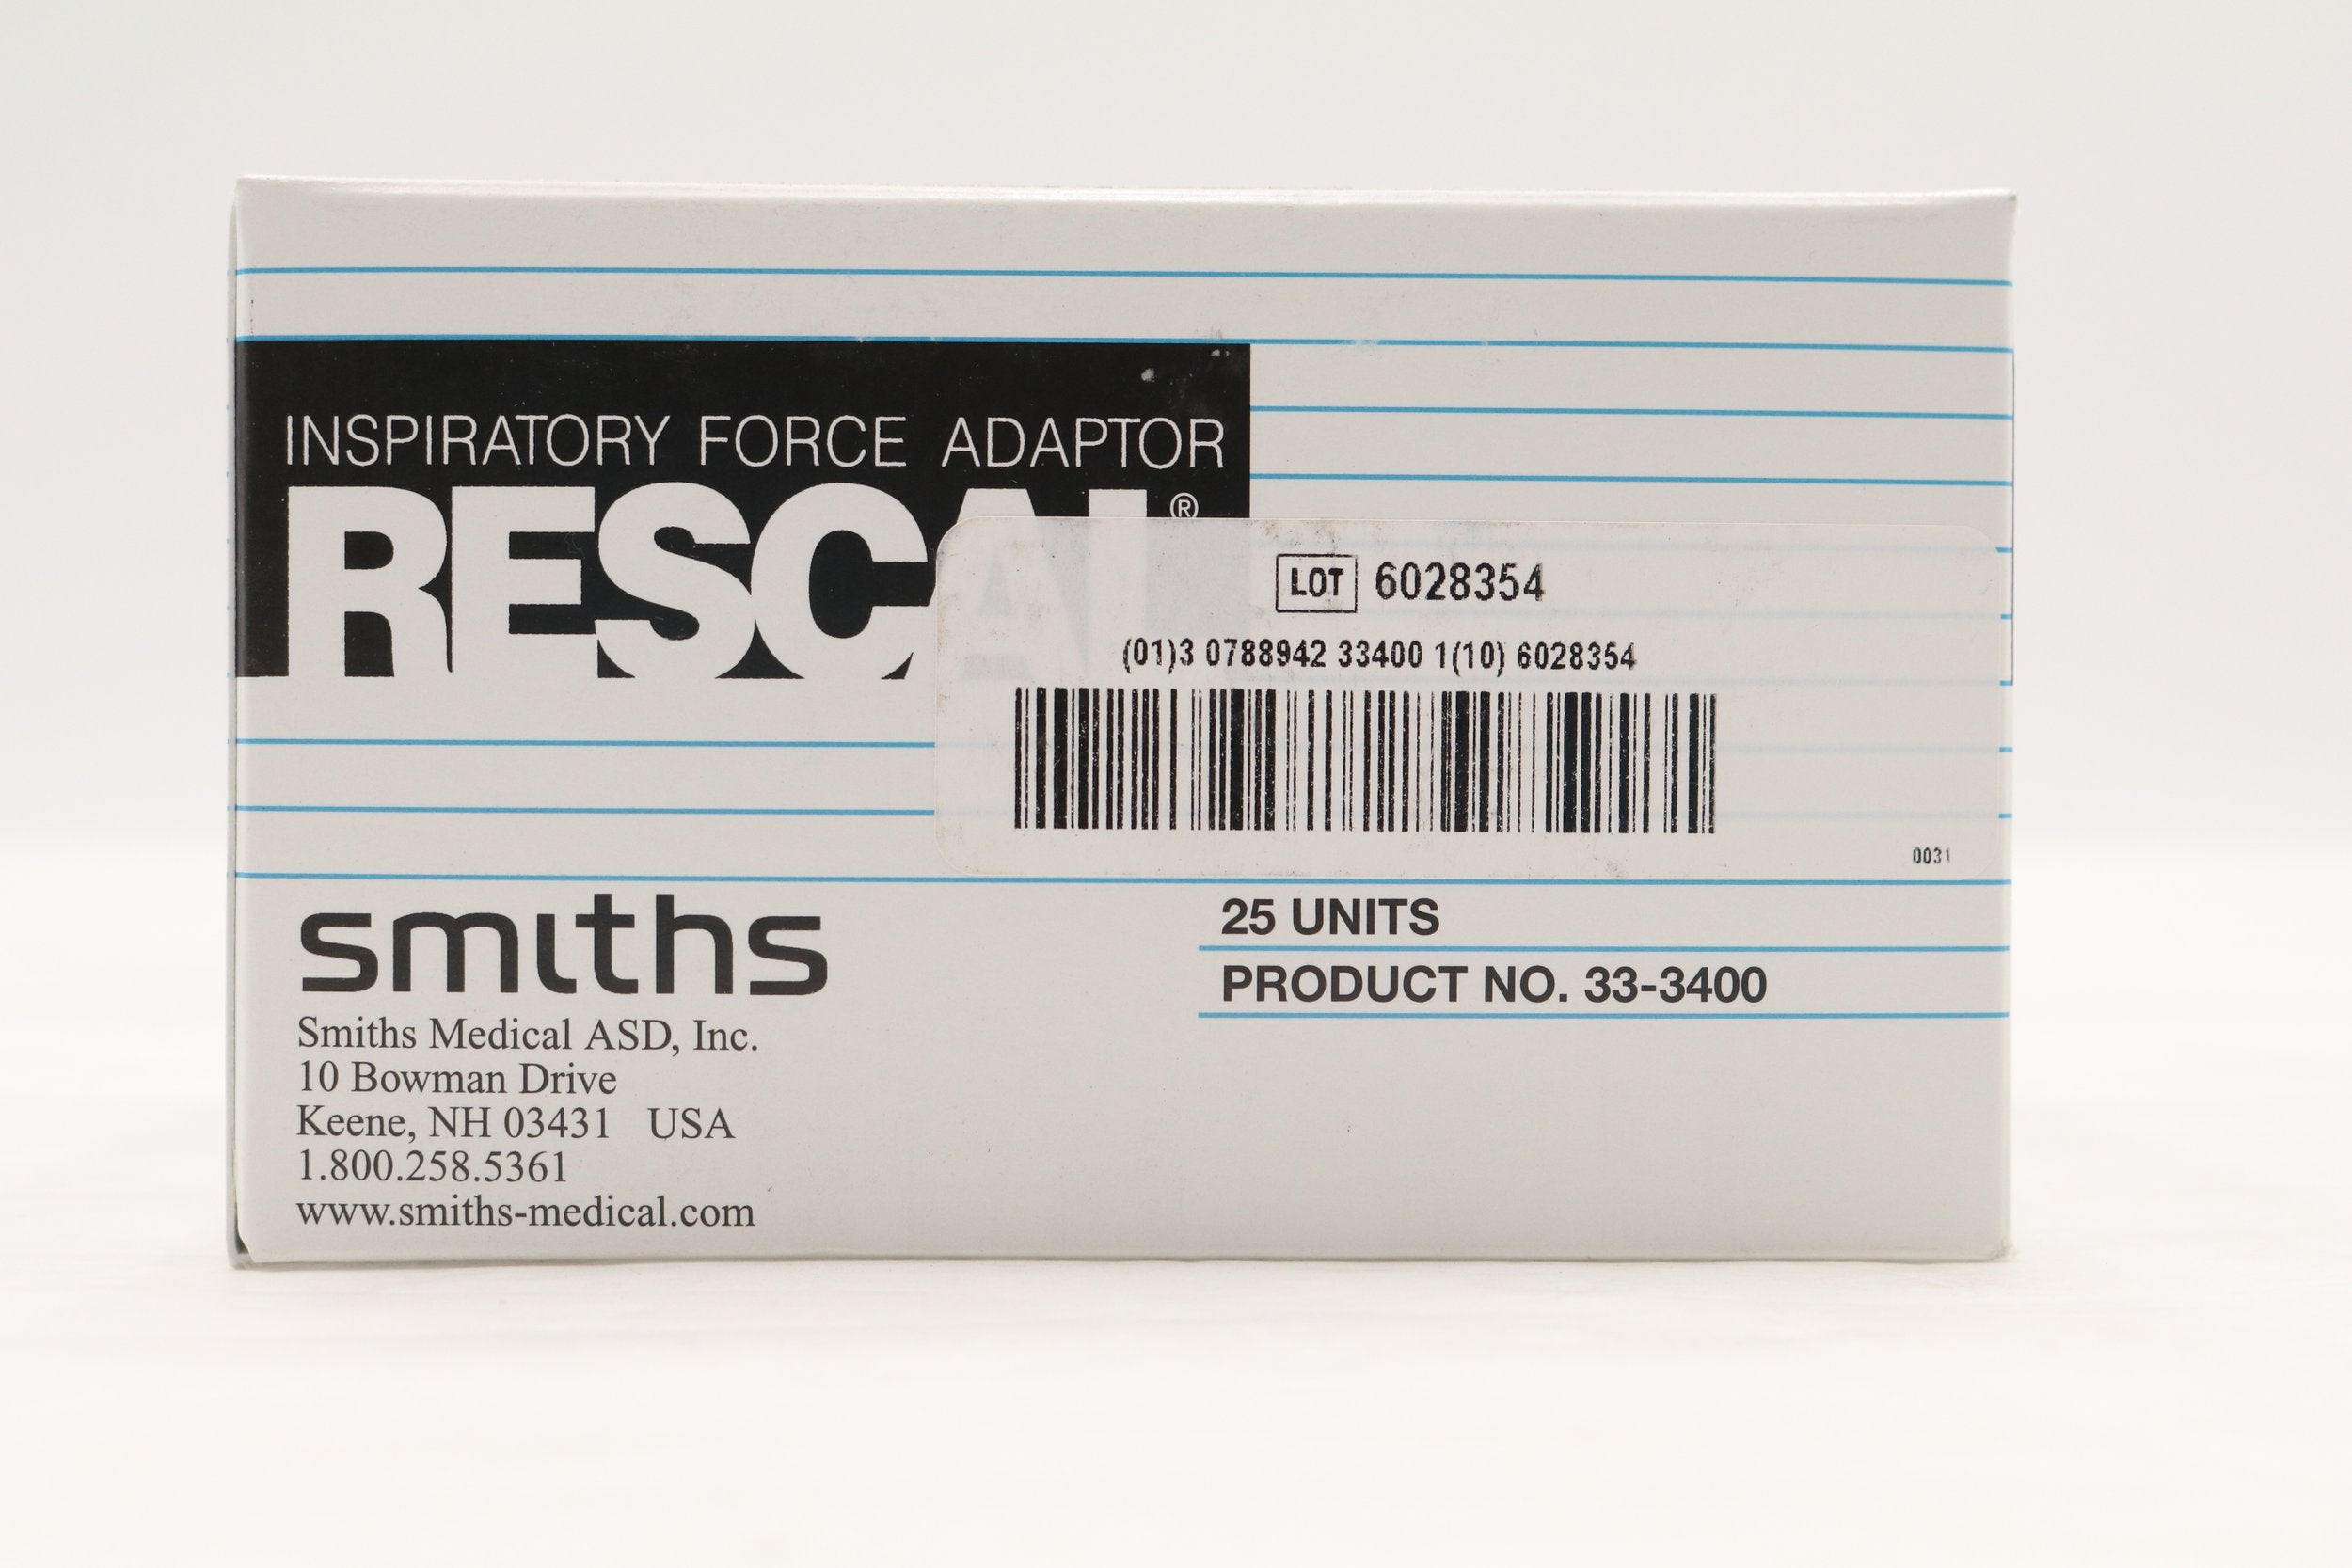 INSPIRATORY FORCE ADAPTOR
RESCAL®
LOT 6028354
(01)3 0788942 33400 1(10) 6028354
0031
smiths
25 UNITS
PRODUCT NO. 33-3400
Smiths Medical ASD, Inc.
10 Bowman Drive
Keene, NH 03431 USA
1.800.258.5361
www.smiths-medical.com